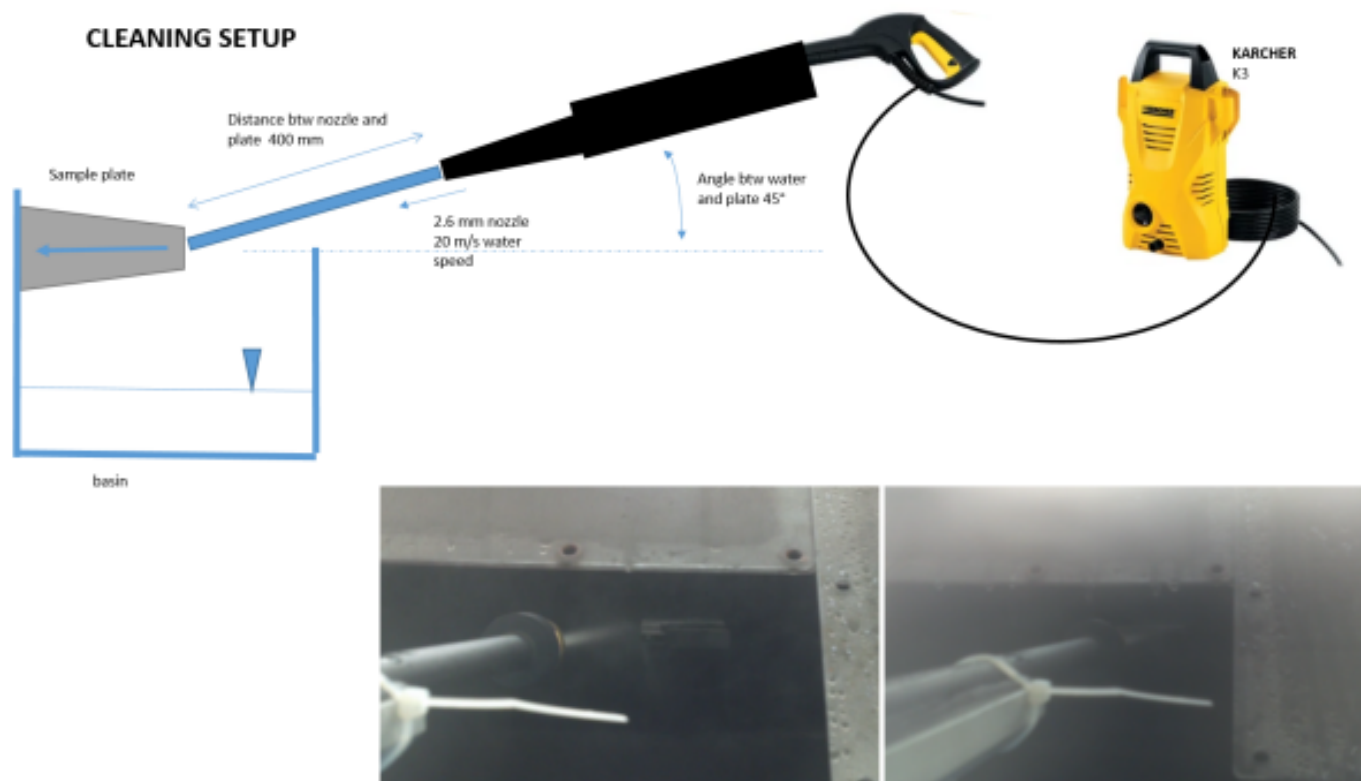 CLEANING SETUP
KARCHER
K3
Distance btw nozzle and
plate 400 mm
Sample plate
Angle btw water
and plate 45°
2.6 mm nozzle
20 m/s water
speed
basin